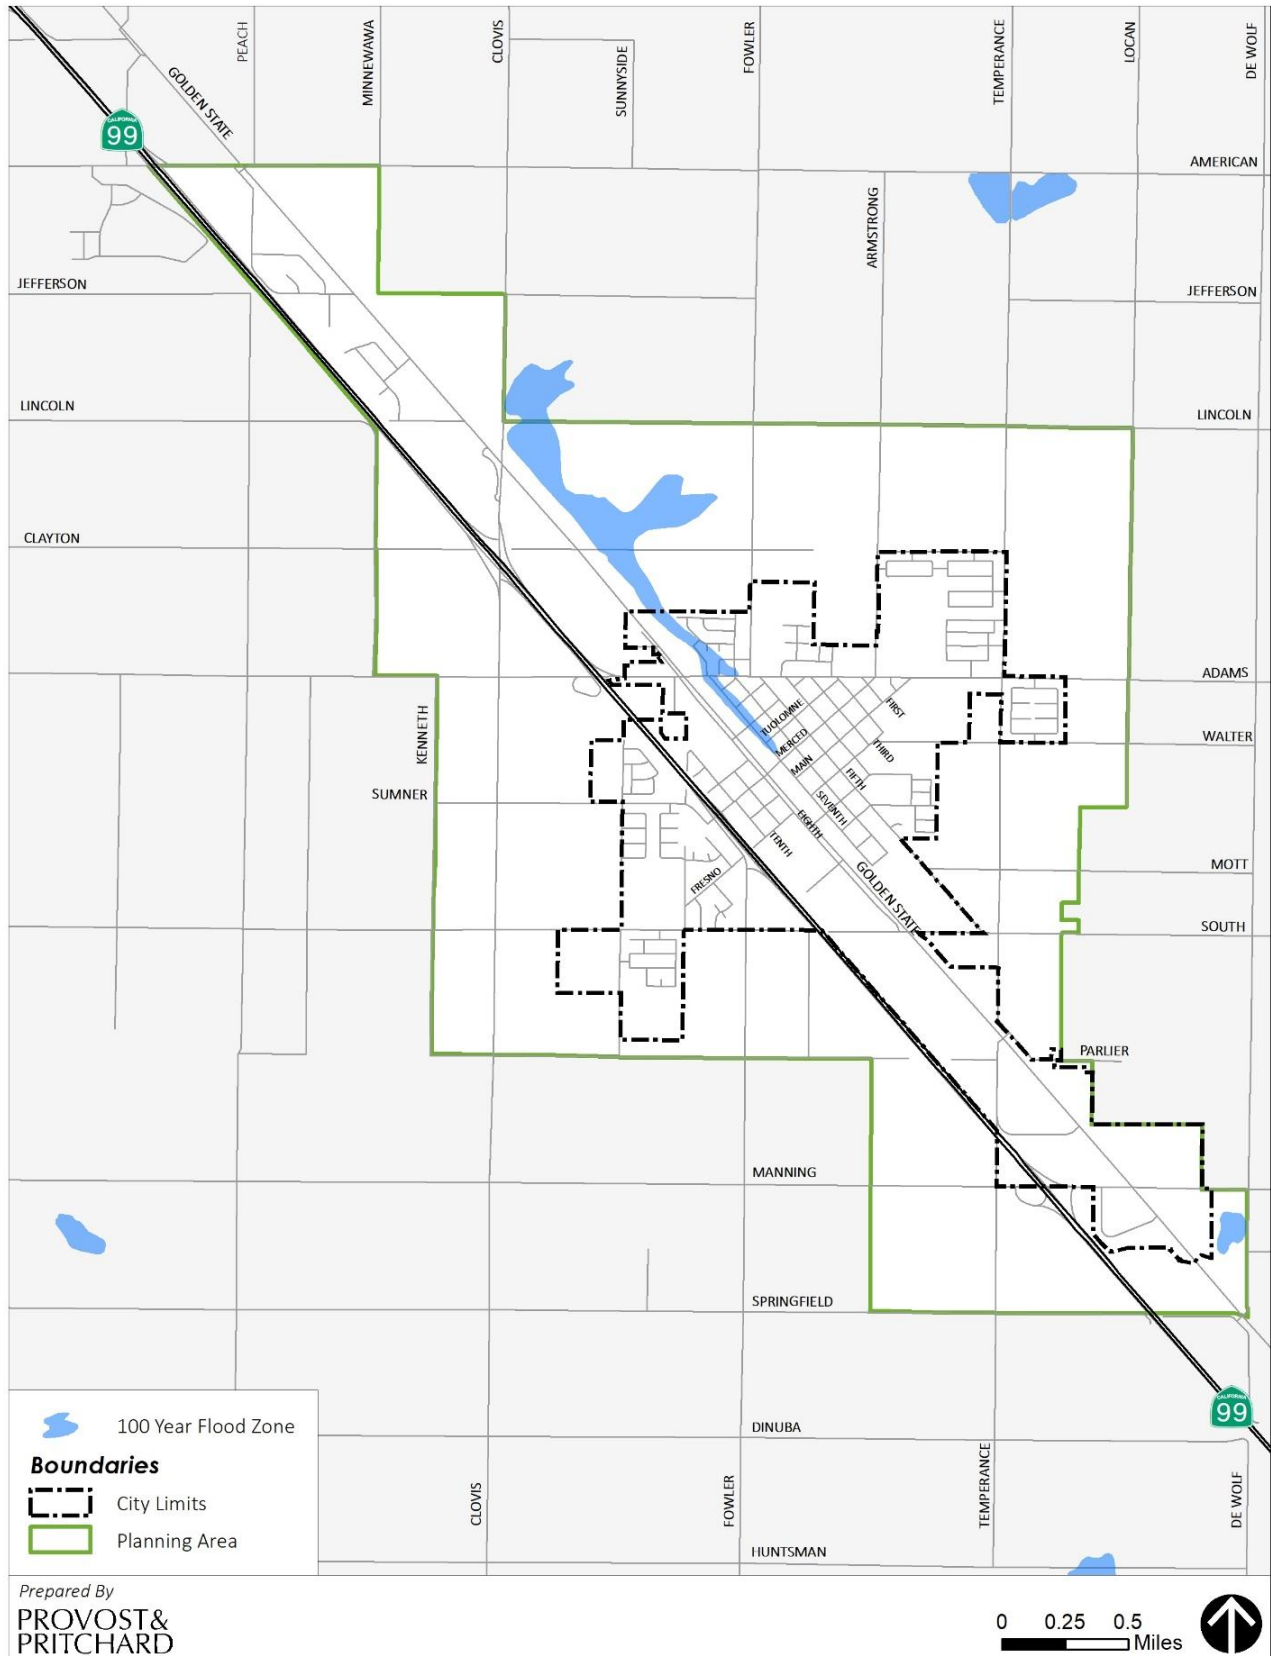 PEACH
MINNEWAWA
CLOVIS
SUNNYSIDE
FOWLER
TEMPERANCE
LOCAN
DE WOLF
GOLDEN STATE
CALIFORNIA
99
AMERICAN
ARMSTRONG
JEFFERSON
JEFFERSON
LINCOLN
LINCOLN
CLAYTON
ADAMS
KENNETH
TUOLOMNE
FIRST
MERCED
WALTER
MAIN
THIRD
FIFTH
SUMNER
SEVENTH
EIGHTH
TENTH
MOTT
FRESNO
GOLDEN STATE
SOUTH
PARLIER
MANNING
SPRINGFIELD
CALIFORNIA
99
DINUBA
CLOVIS
FOWLER
TEMPERANCE
DE WOLF
HUNTSMAN
100 Year Flood Zone
Boundaries
City Limits
Planning Area
Prepared By
PROVOST&
PRITCHARD
0 0.25 0.5
Miles